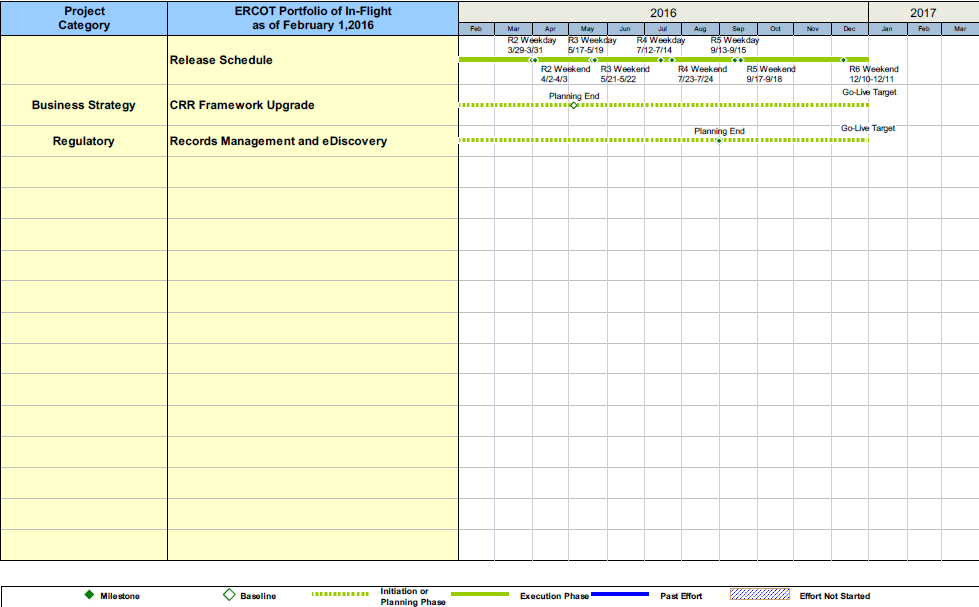 Project
Category
ERCOT Portfolio of In-Flight
as of February 1,2016
2016
2017
Feb Mar Apr May Jun Jul Aug Sep Oct Nov Dec Jan Feb Mar
Release Schedule
R2 Weekday
3/29-3/31
R3 Weekday
5/17-5/19
R4 Weekday
7/12-7/14
R5 Weekday
9/13-9/15
R2 Weekend
4/2-4/3
R3 Weekend
5/21-5/22
R4 Weekend
7/23-7/24
R5 Weekend
9/17-9/18
R6 Weekend
12/10-12/11
Business Strategy
CRR Framework Upgrade
Planning End
Go-Live Target
Regulatory
Records Management and eDiscovery
Planning End
Go-Live Target
Milestone
Baseline
Initiation or
Planning Phase
Execution Phase
Past Effort
Effort Not Started